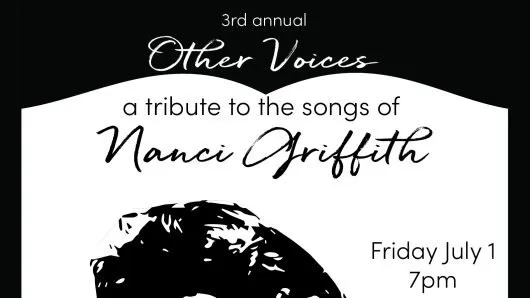 3rd annual
Other Voices
a tribute to the songs of
Nanci Griffith
Friday July 1
7pm